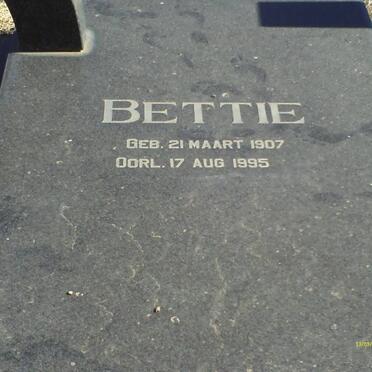 BETTIE
GEB. 21 MAART 1907
OORL. 17 AUG 1995